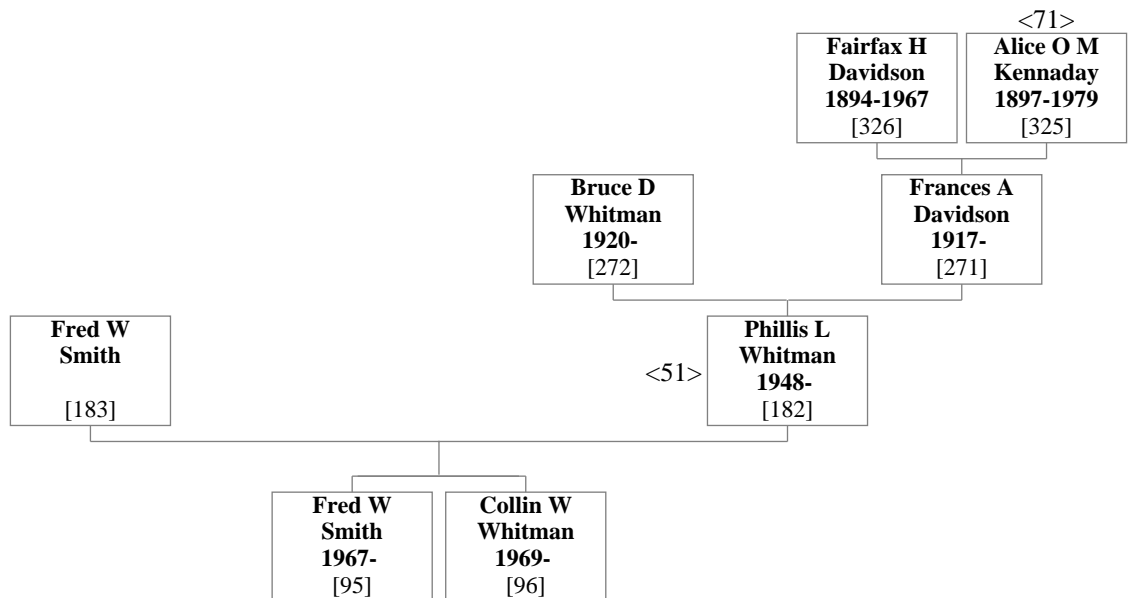 <71>
Fairfax H
Davidson
1894-1967
[326]
Alice O M
Kennaday
1897-1979
[325]
Bruce D
Whitman
1920-
[272]
Frances A
Davidson
1917-
[271]
Fred W
Smith
[183]
<51>
Phillis L
Whitman
1948-
[182]
Fred W
Smith
1967-
[95]
Collin W
Whitman
1969-
[96]